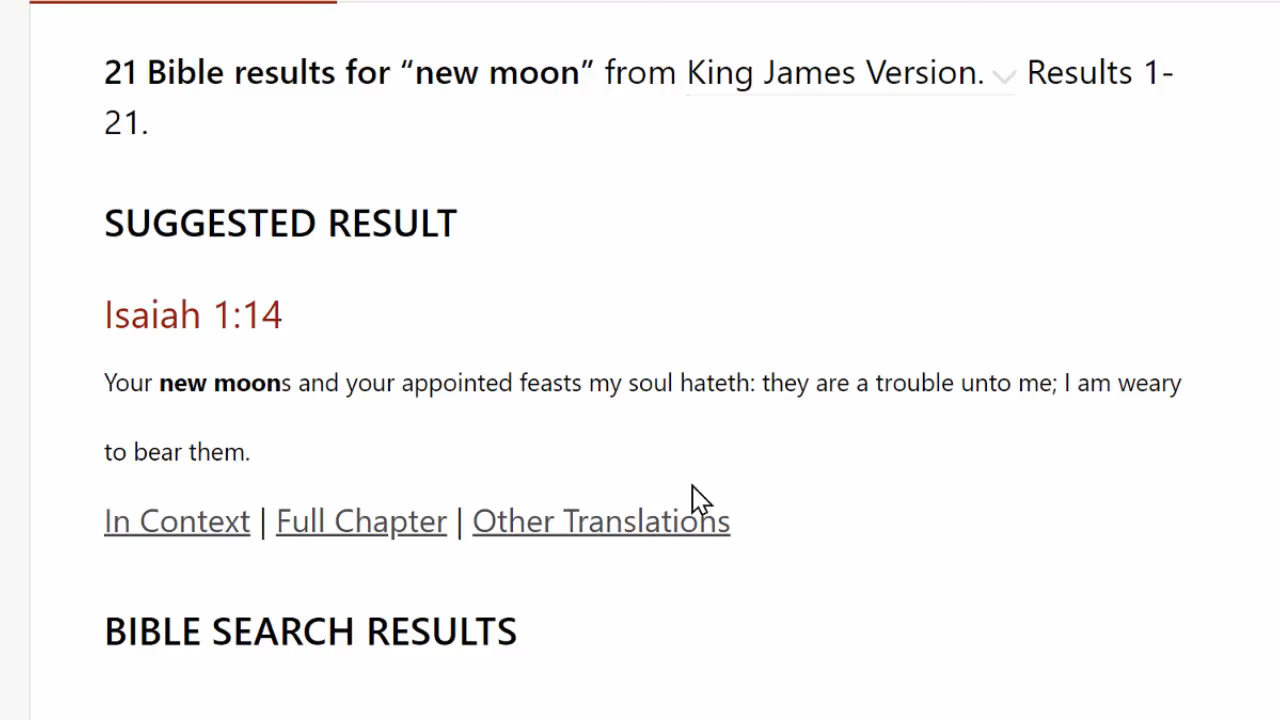 21 Bible results for “new moon” from King James Version. Results 1-
21.
SUGGESTED RESULT
Isaiah 1:14
Your new moons and your appointed feasts my soul hateth: they are a trouble unto me; I am weary
to bear them.
In Context | Full Chapter | Other Translations
BIBLE SEARCH RESULTS